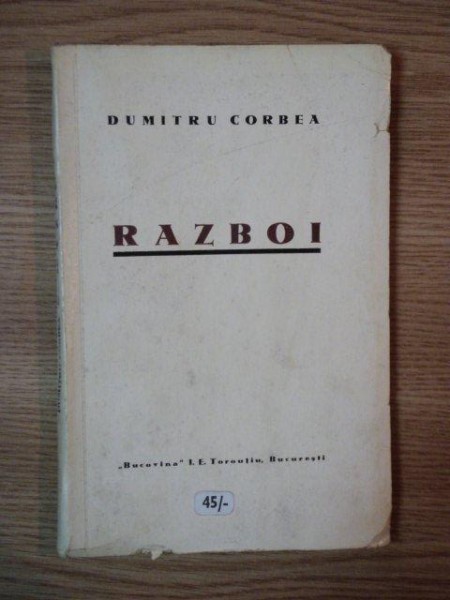 DUMITRU CORBEA
RAZBOI
„Bucovina" I. E. Torouţiu, Bucureşti
45/-